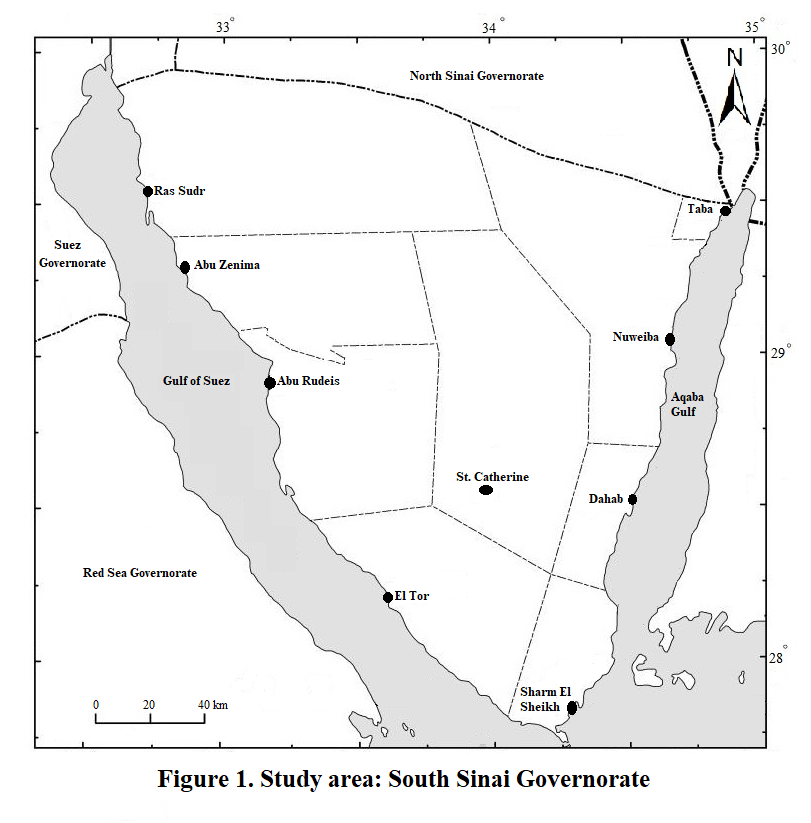 33°
34°
35°
30°
North Sinai Governorate
N
Ras Sudr
Taba
Suez
Governorate
Abu Zenima
Nuweiba
29°
Gulf of Suez
Abu Rudeis
Aqaba
Gulf
St. Catherine
Dahab
Red Sea Governorate
El Tor
28°
Sharm El
Sheikh
0 20 40 km
Figure 1. Study area: South Sinai Governorate